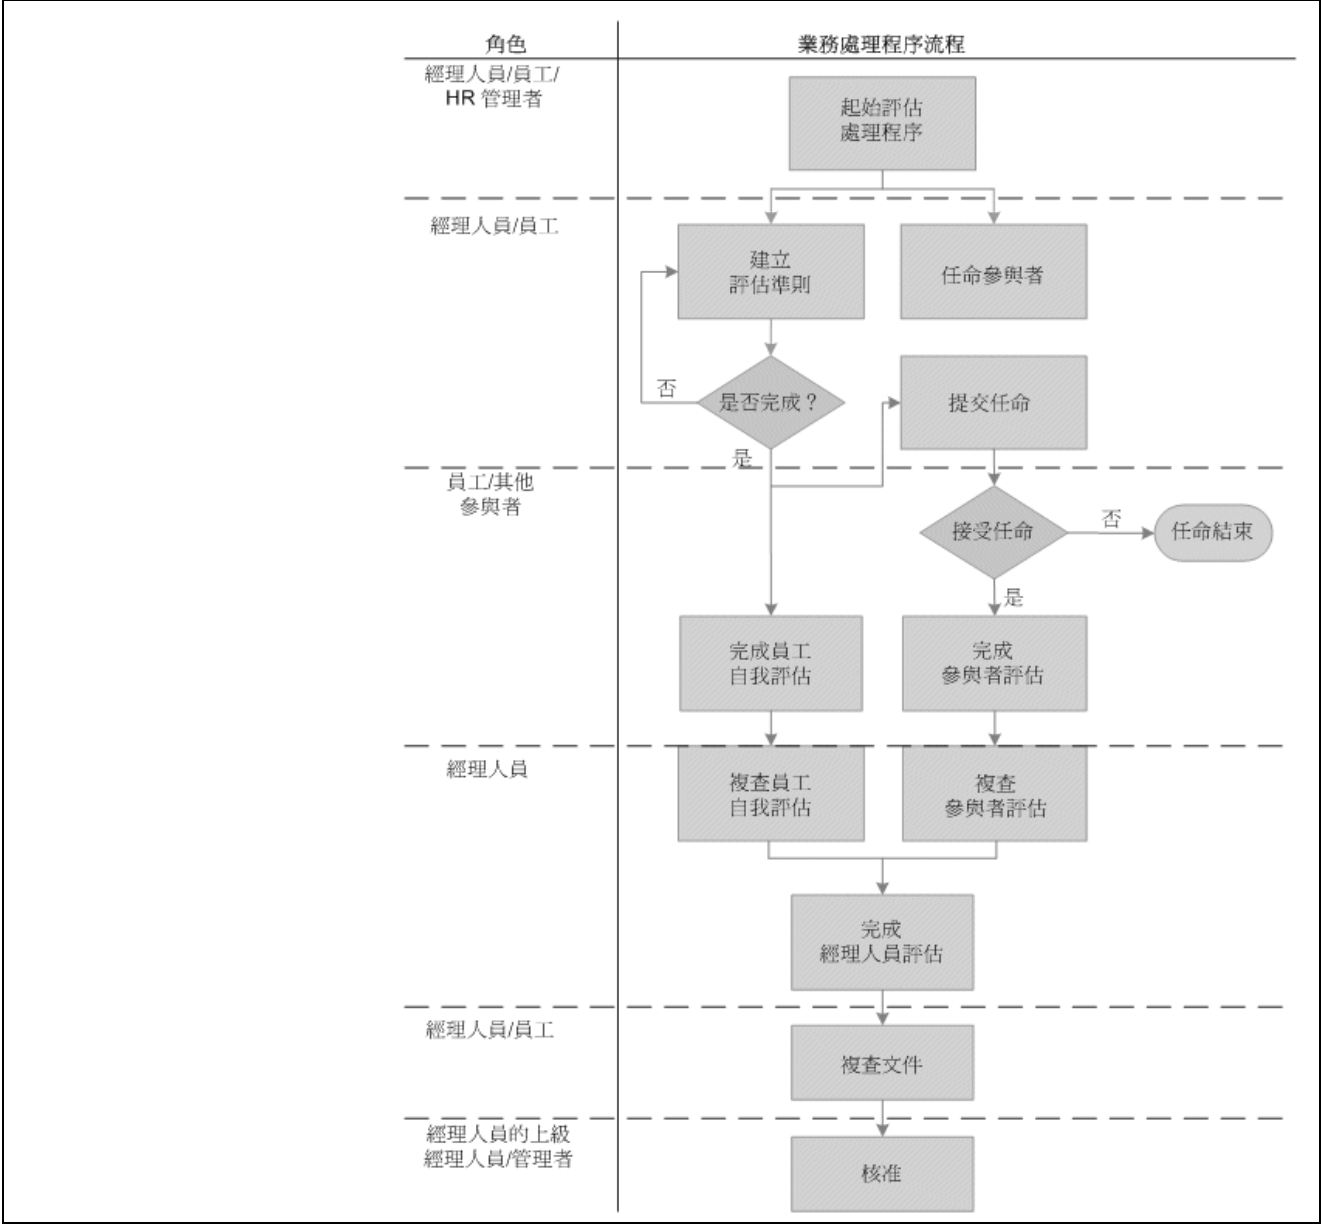 角色
業務處理程序流程
經理人員/員工/
HR 管理者
起始評估
處理程序
經理人員/員工
建立
評估準則
任命參與者
否
是否完成？
提交任命
是
員工/其他
參與者
接受任命
否
任命結束
是
完成員工
自我評估
完成
參與者評估
經理人員
複查員工
自我評估
複查
參與者評估
完成
經理人員評估
經理人員/員工
複查文件
經理人員的上級
經理人員/管理者
核准